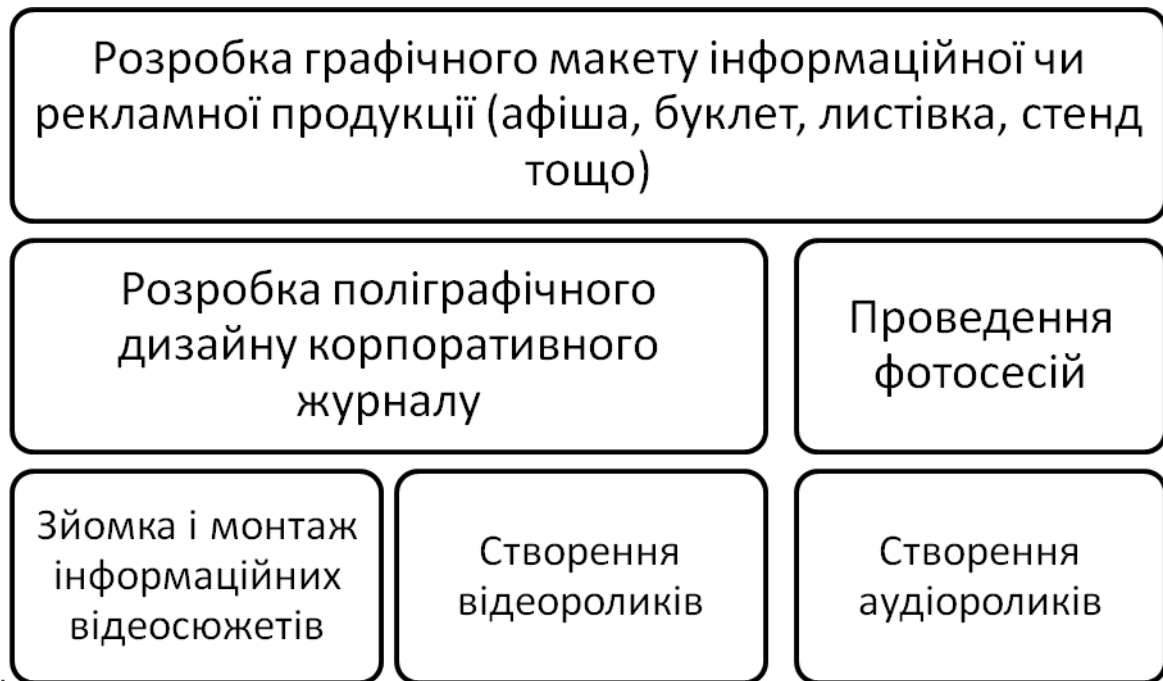 Розробка графічного макету інформаційної чи
рекламної продукції (афіша, буклет, листівка, стенд
тощо)
Розробка поліграфічного
дизайну корпоративного
журналу
Проведення
фотосесій
Зйомка і монтаж
інформаційних
відеосюжетів
Створення
відеороликів
Створення
аудіороликів